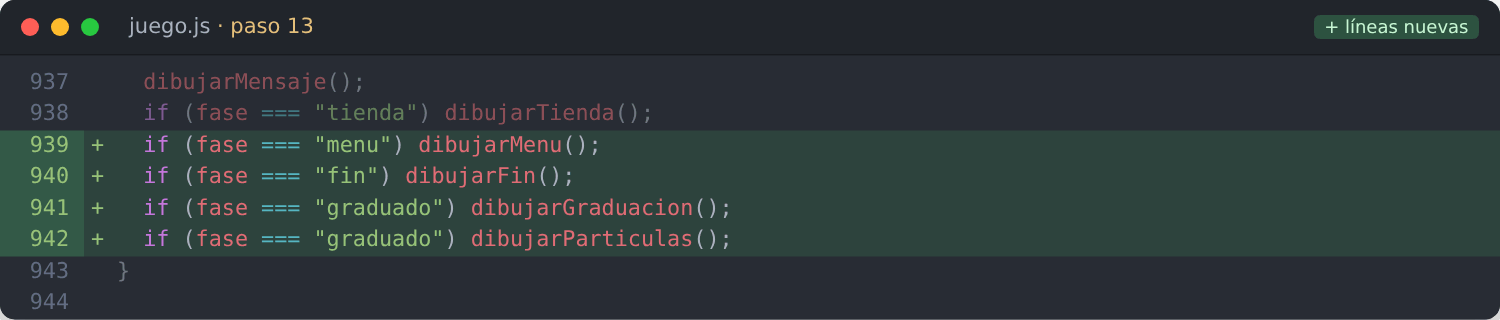 juego.js · paso 13
+ líneas nuevas
937 dibujarMensaje();
938 if (fase === "tienda") dibujarTienda();
939 + if (fase === "menu") dibujarMenu();
940 + if (fase === "fin") dibujarFin();
941 + if (fase === "graduado") dibujarGraduacion();
942 + if (fase === "graduado") dibujarParticulas();
943 }
944